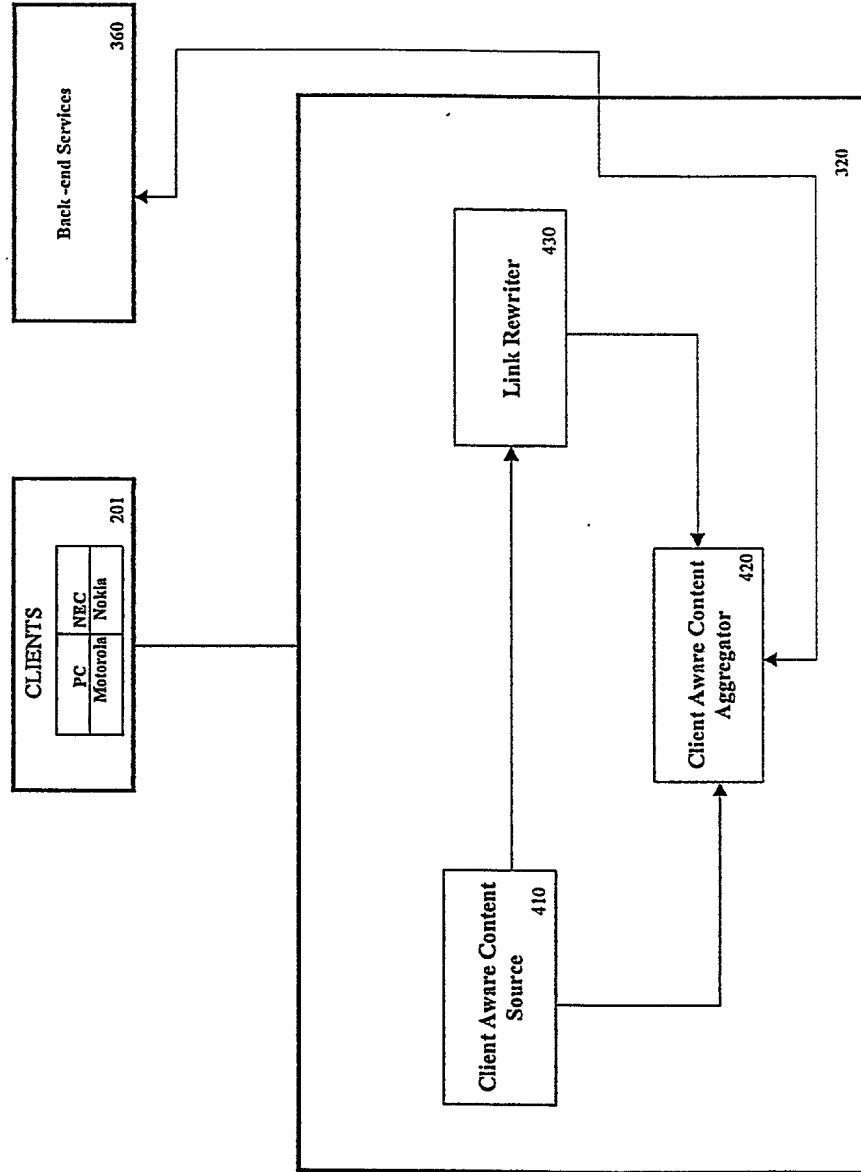 CLIENTS
PC NEC
Motorola Nokia
201
Back-end Services
360
Client Aware Content
Source
410
Link Rewriter
430
Client Aware Content
Aggregator
420
320